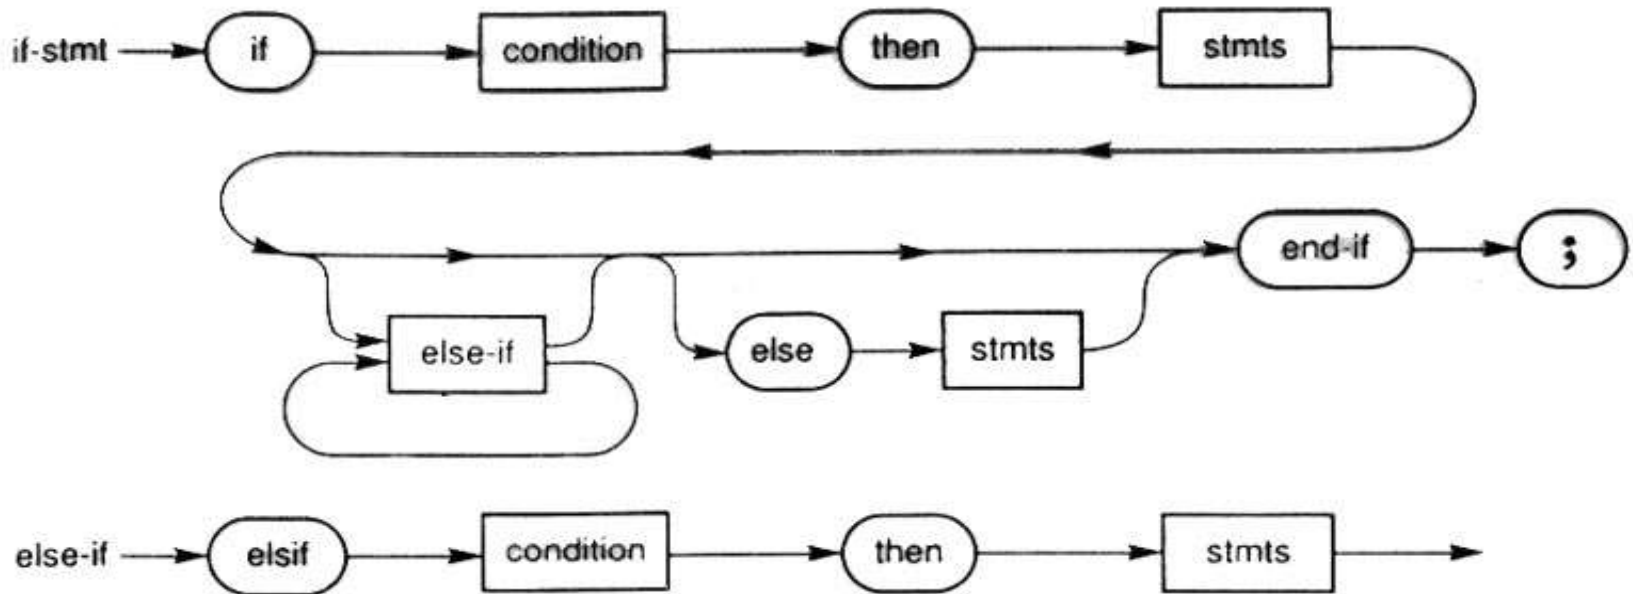 if-stmt if condition then stmts
end-if ;
else-if else stmts
else-if elsif condition then stmts